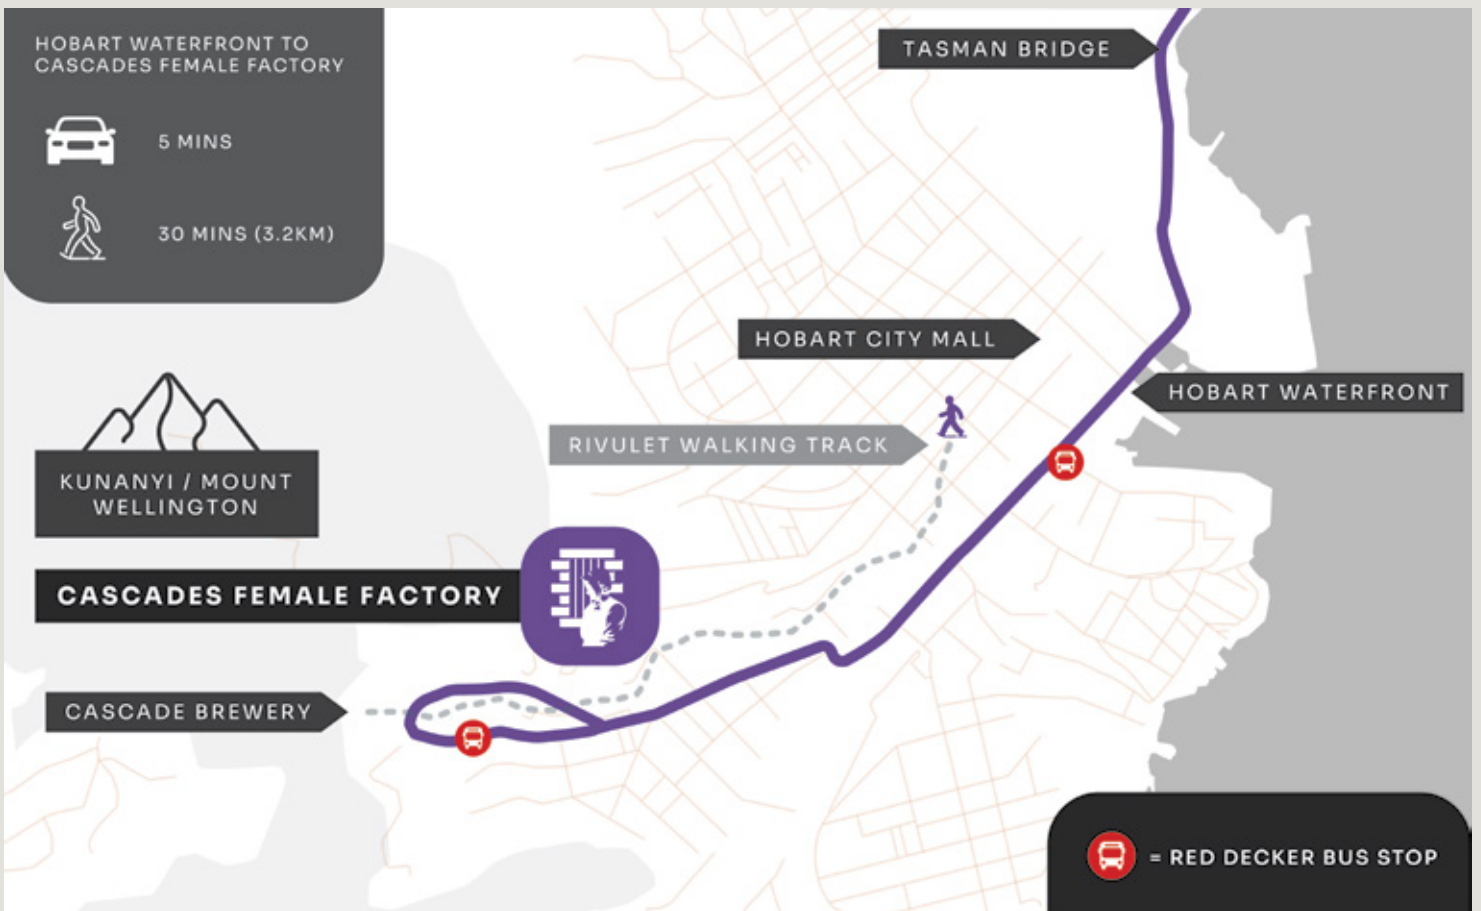 HOBART WATERFRONT TO
CASCADES FEMALE FACTORY
5 MINS
30 MINS (3.2KM)
TASMAN BRIDGE
HOBART CITY MALL
HOBART WATERFRONT
RIVULET WALKING TRACK
KUNANYI / MOUNT
WELLINGTON
CASCADES FEMALE FACTORY
CASCADE BREWERY
= RED DECKER BUS STOP